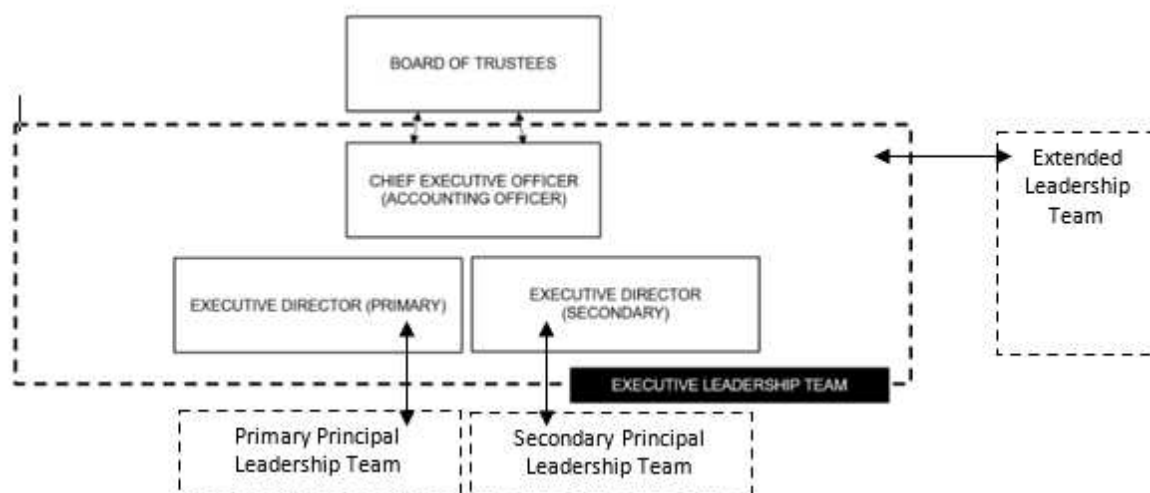 BOARD OF TRUSTEES
CHIEF EXECUTIVE OFFICER
(ACCOUNTING OFFICER)
Extended
Leadership
Team
EXECUTIVE DIRECTOR (PRIMARY)
EXECUTIVE DIRECTOR
(SECONDARY)
EXECUTIVE LEADERSHIP TEAM
Primary Principal
Leadership Team
Secondary Principal
Leadership Team